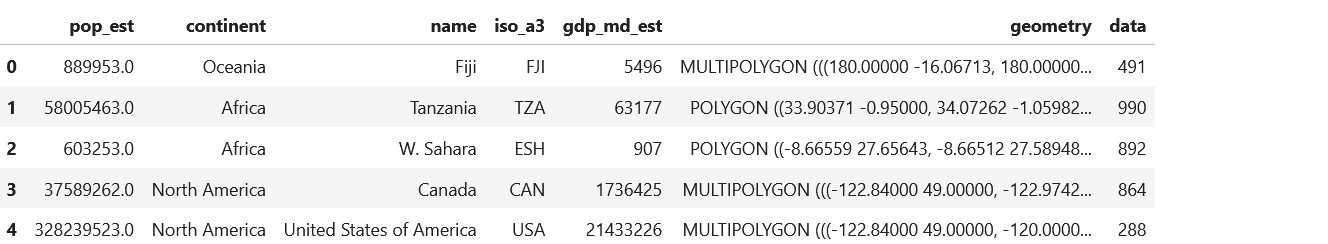 pop_est continent name iso_a3 gdp_md_est geometry data
0 889953.0 Oceania Fiji FJI 5496 MULTIPOLYGON (((180.00000 -16.06713, 180.00000... 491
1 58005463.0 Africa Tanzania TZA 63177 POLYGON ((33.90371 -0.95000, 34.07262 -1.05982... 990
2 603253.0 Africa W. Sahara ESH 907 POLYGON ((-8.66559 27.65643, -8.66512 27.58948... 892
3 37589262.0 North America Canada CAN 1736425 MULTIPOLYGON (((-122.84000 49.00000, -122.9742... 864
4 328239523.0 North America United States of America USA 21433226 MULTIPOLYGON (((-122.84000 49.00000, -120.0000... 288